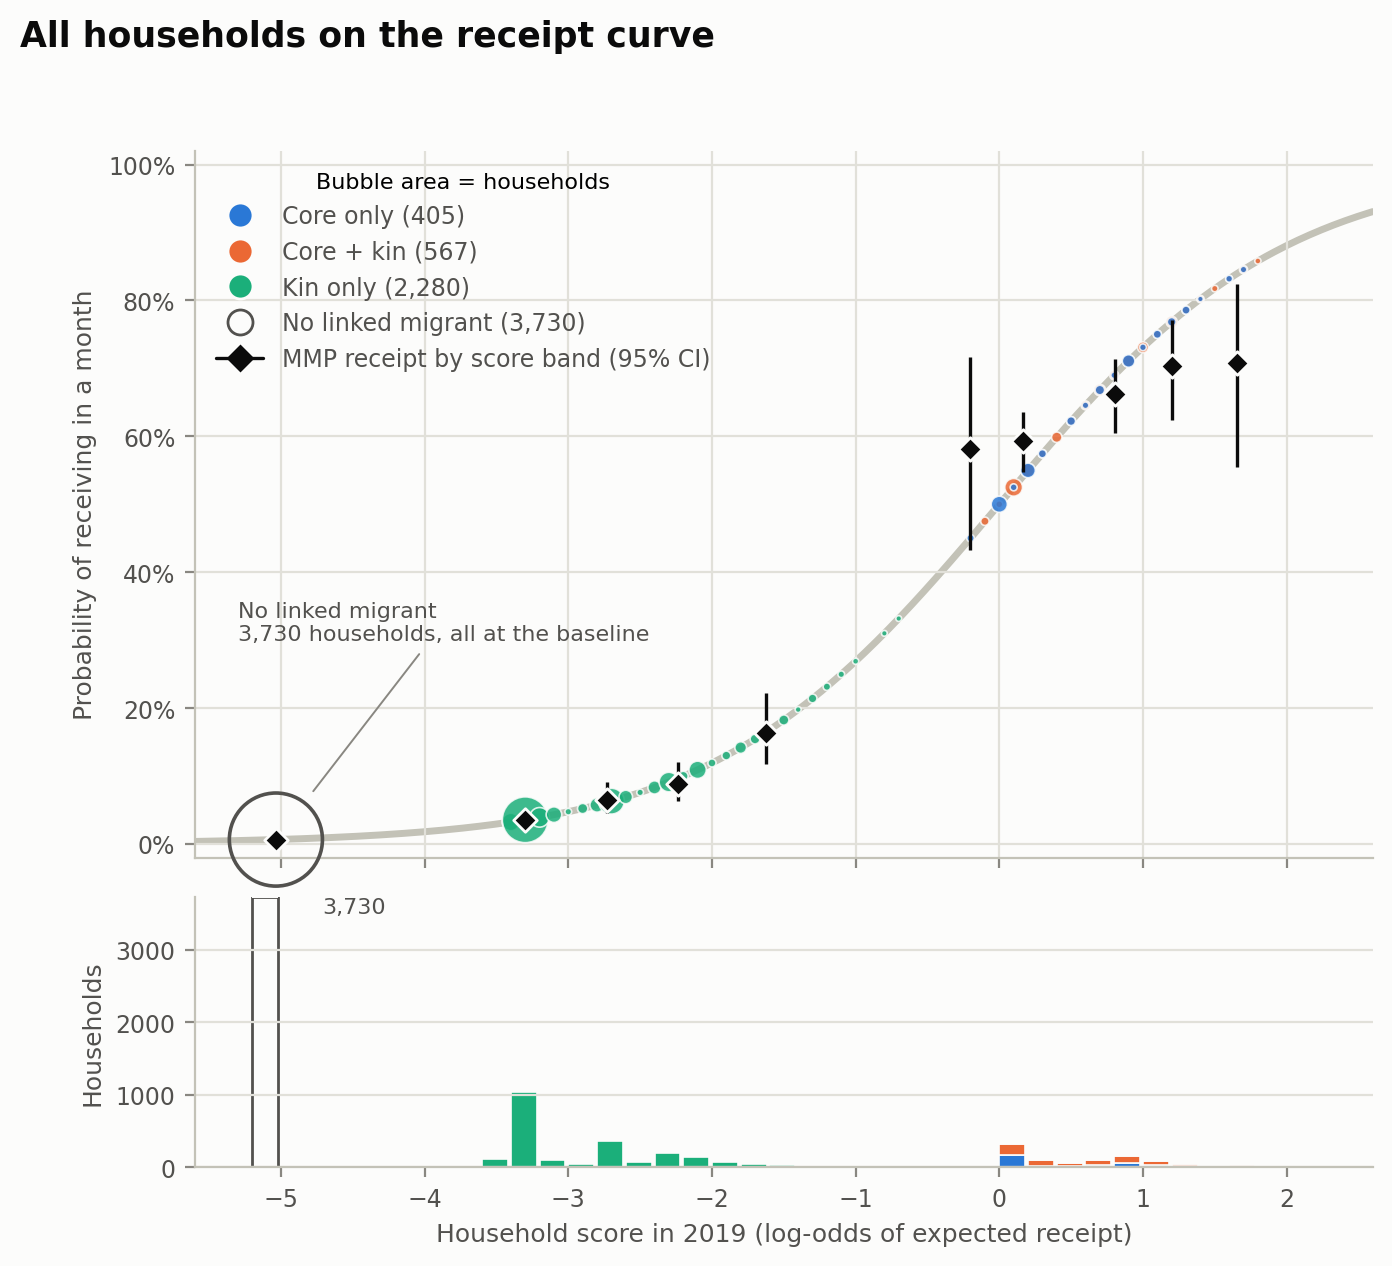 All households on the receipt curve
Probability of receiving in a month
100%
80%
60%
40%
20%
0%
Bubble area = households
Core only (405)
Core + kin (567)
Kin only (2,280)
No linked migrant (3,730)
MMP receipt by score band (95% CI)
No linked migrant
3,730 households, all at the baseline
Households
3000
2000
1000
0
3,730
−5
−4
−3
−2
−1
0
1
2
Household score in 2019 (log-odds of expected receipt)